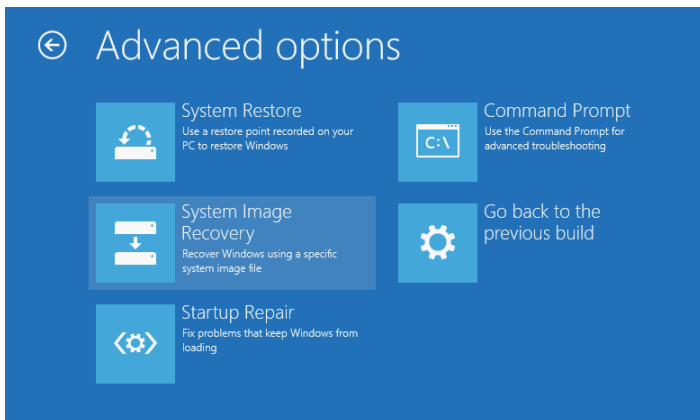 Advanced options
System Restore
Use a restore point recorded on your
PC to restore Windows
System Image
Recovery
Recover Windows using a specific
system image file
Startup Repair
Fix problems that keep Windows from
loading
Command Prompt
Use the Command Prompt for
advanced troubleshooting
C:\
Go back to the
previous build